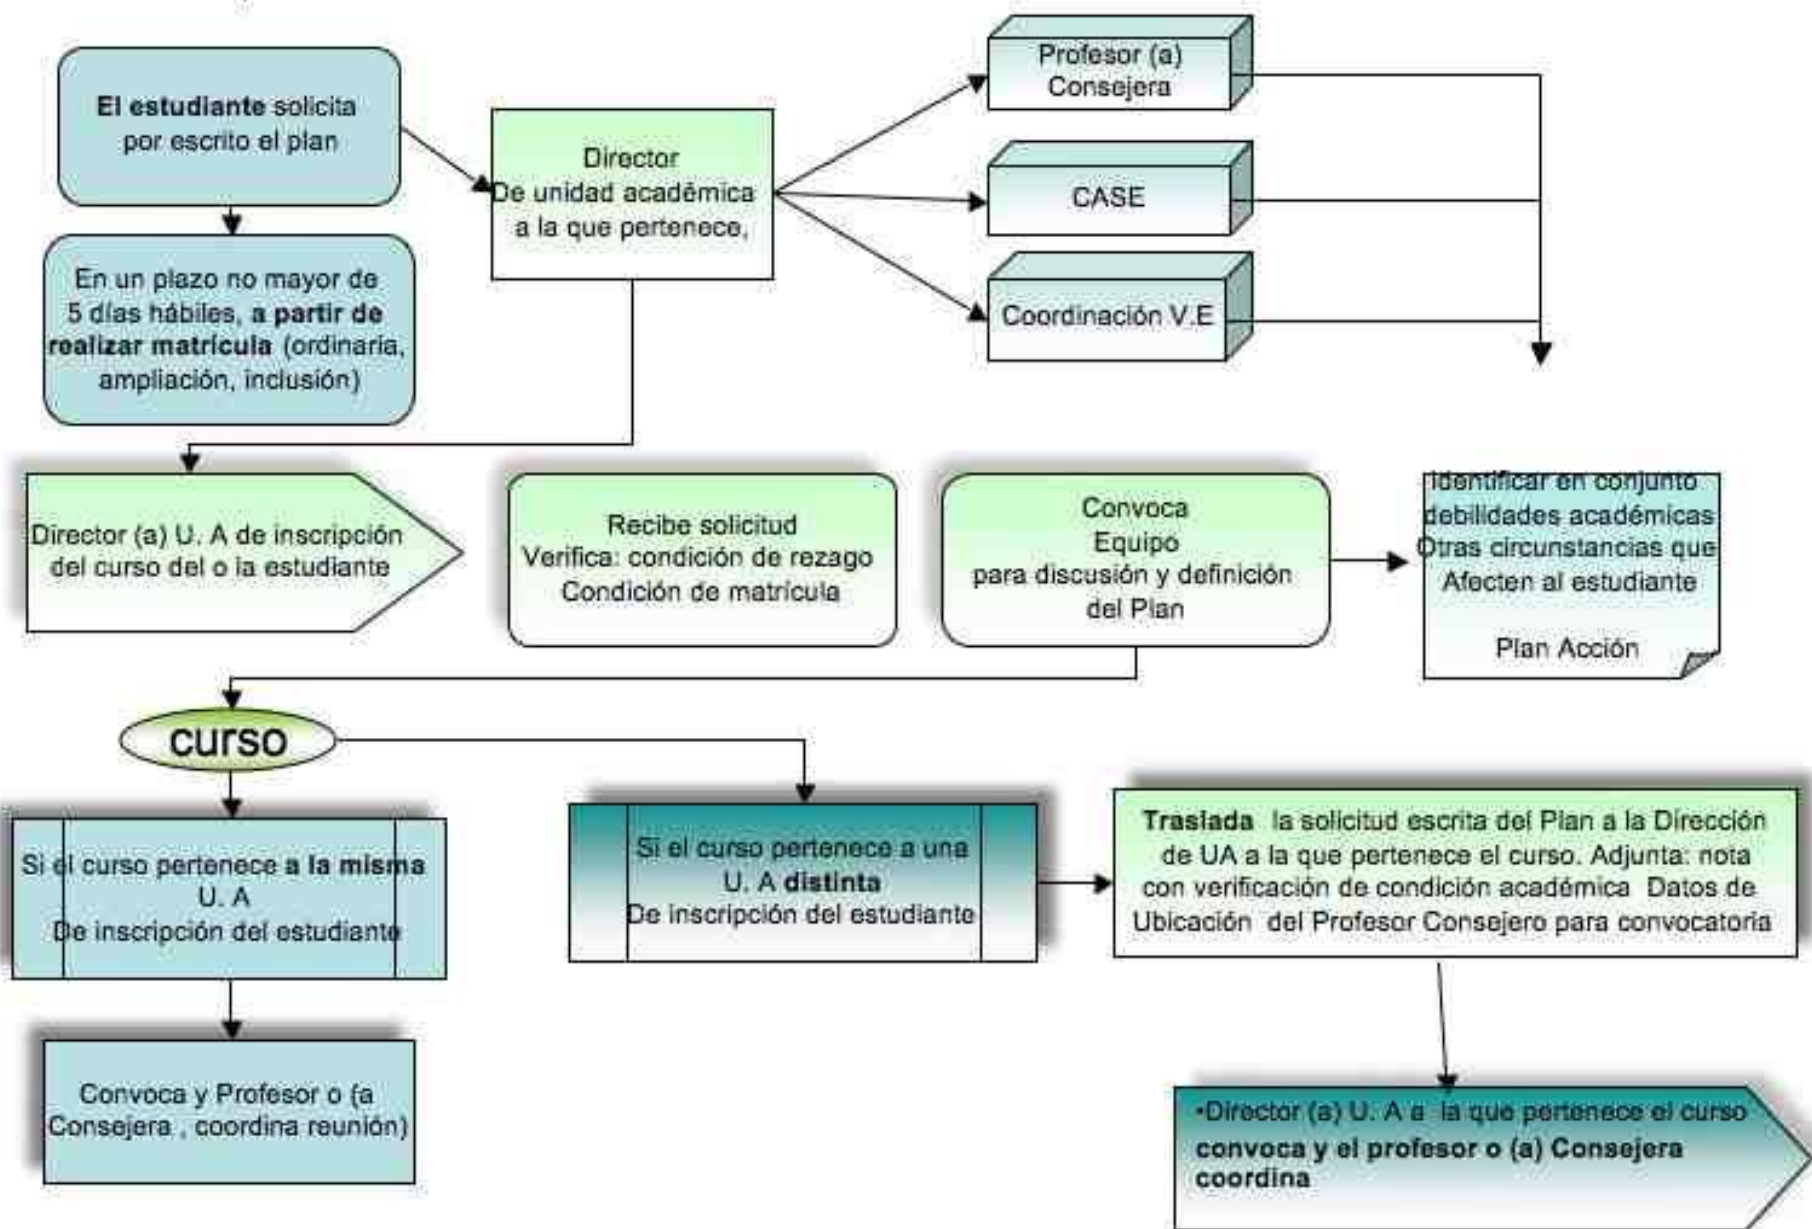 El estudiante solicita
por escrito el plan
En un plazo no mayor de
5 días hábiles, a partir de
realizar matrícula (ordinaria,
ampliación, inclusión)
Director
De unidad académica
a la que pertenece,
Profesor (a)
Consejera
CASE
Coordinación V.E
Director (a) U. A de inscripción
del curso del o la estudiante
Recibe solicitud
Verifica: condición de rezago
Condición de matrícula
Convoca
Equipo
para discusión y definición
del Plan
Identificar en conjunto
debilidades académicas
Otras circunstancias que
Afecten al estudiante
Plan Acción
curso
Si el curso pertenece a la misma
U. A
De inscripción del estudiante
Si el curso pertenece a una
U. A distinta
De inscripción del estudiante
Traslada la solicitud escrita del Plan a la Dirección
de UA a la que pertenece el curso. Adjunta: nota
con verificación de condición académica Datos de
Ubicación del Profesor Consejero para convocatoria
Convoca y Profesor o (a
Consejera , coordina reunión)
•Director (a) U. A a la que pertenece el curso
convoca y el profesor o (a) Consejera
coordina